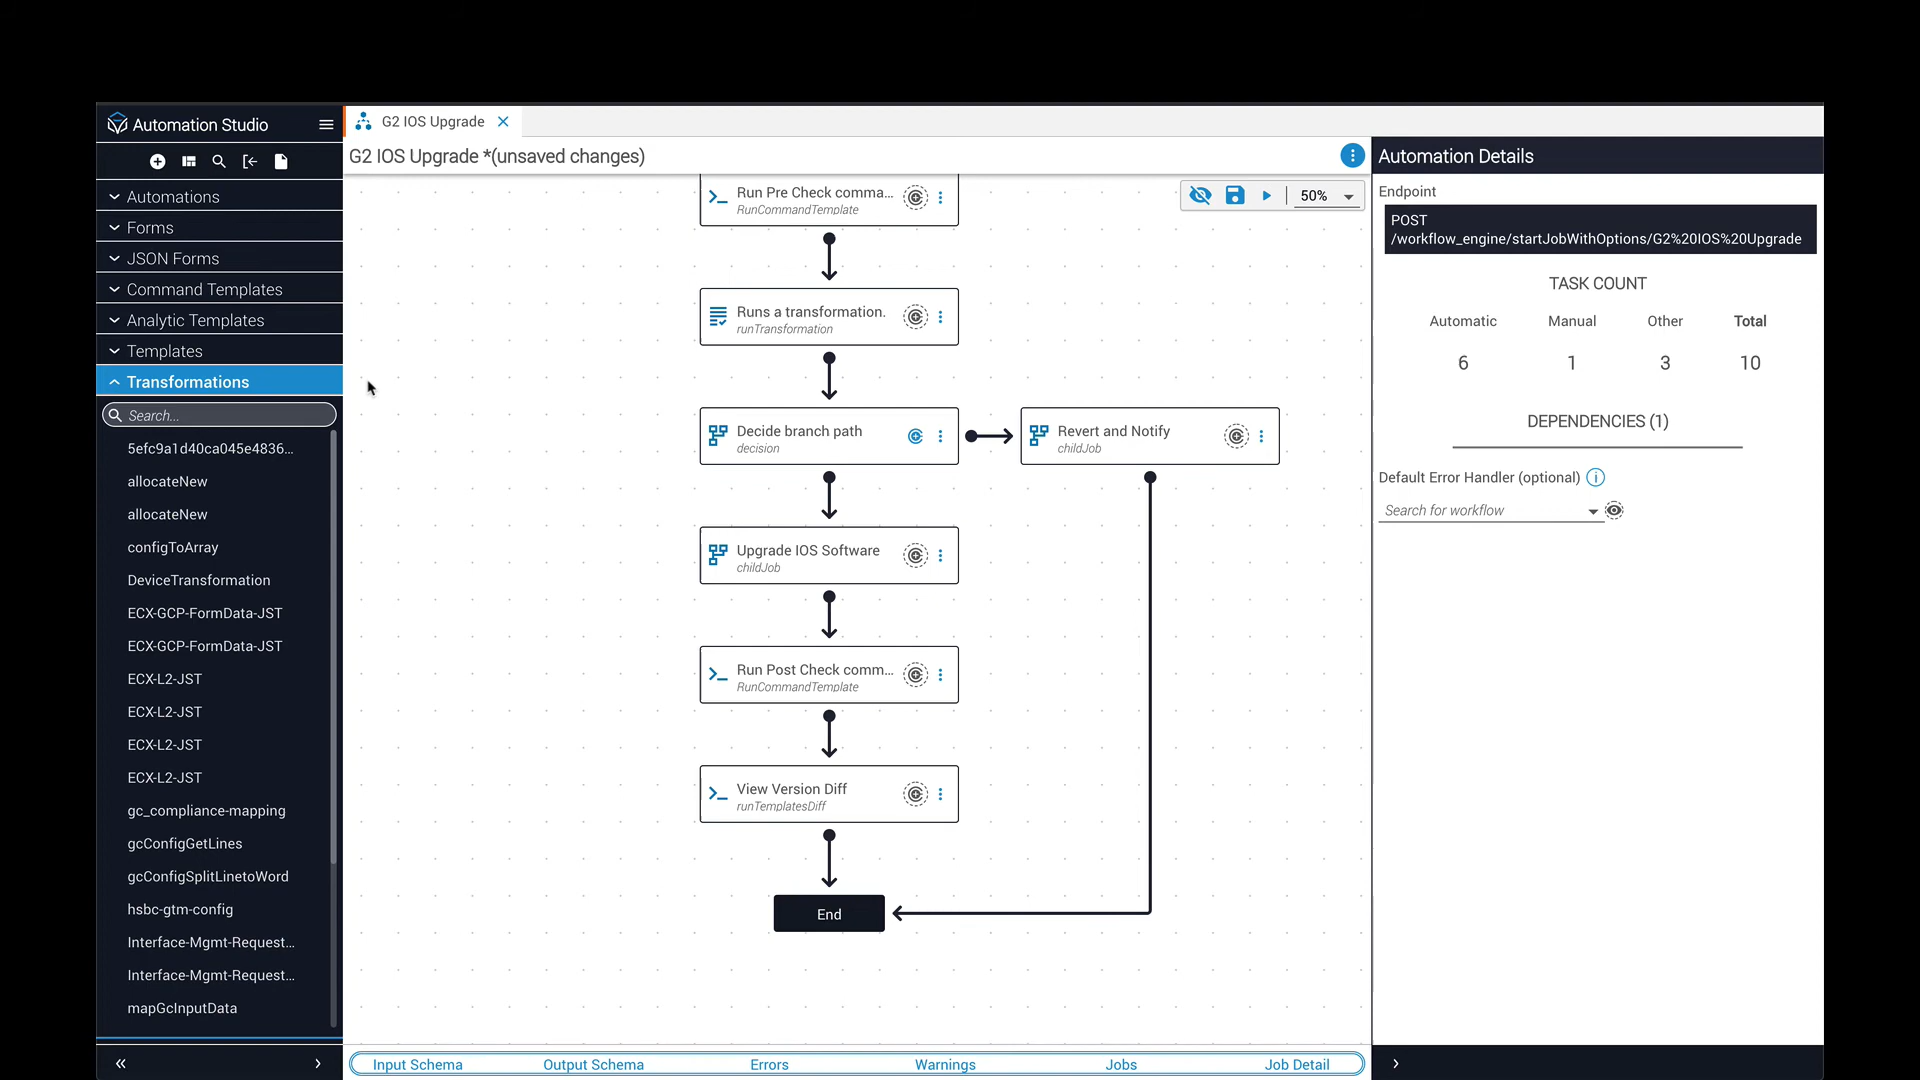 Automation Studio
Automations
Forms
JSON Forms
Command Templates
Analytic Templates
Templates
Transformations
Search...
5efc9a1d40ca045e4836...
allocateNew
allocateNew
configToArray
DeviceTransformation
ECX-GCP-FormData-JST
ECX-GCP-FormData-JST
ECX-L2-JST
ECX-L2-JST
ECX-L2-JST
ECX-L2-JST
gc_compliance-mapping
gcConfigGetLines
gcConfigSplitLinetoWord
hsbc-gtm-config
Interface-Mgmt-Request...
Interface-Mgmt-Request...
mapGcInputData
G2 IOS Upgrade
G2 IOS Upgrade *(unsaved changes)
50%
Run Pre Check comma...
RunCommandTemplate
Runs a transformation.
runTransformation
Decide branch path
decision
Revert and Notify
childJob
Upgrade IOS Software
childJob
Run Post Check comm...
RunCommandTemplate
View Version Diff
runTemplatesDiff
End
Input Schema
Output Schema
Errors
Warnings
Jobs
Job Detail
Automation Details
Endpoint
POST
/workflow_engine/startJobWithOptions/G2%20IOS%20Upgrade
TASK COUNT
Automatic Manual Other Total
6 1 3 10
DEPENDENCIES (1)
Default Error Handler (optional)
Search for workflow